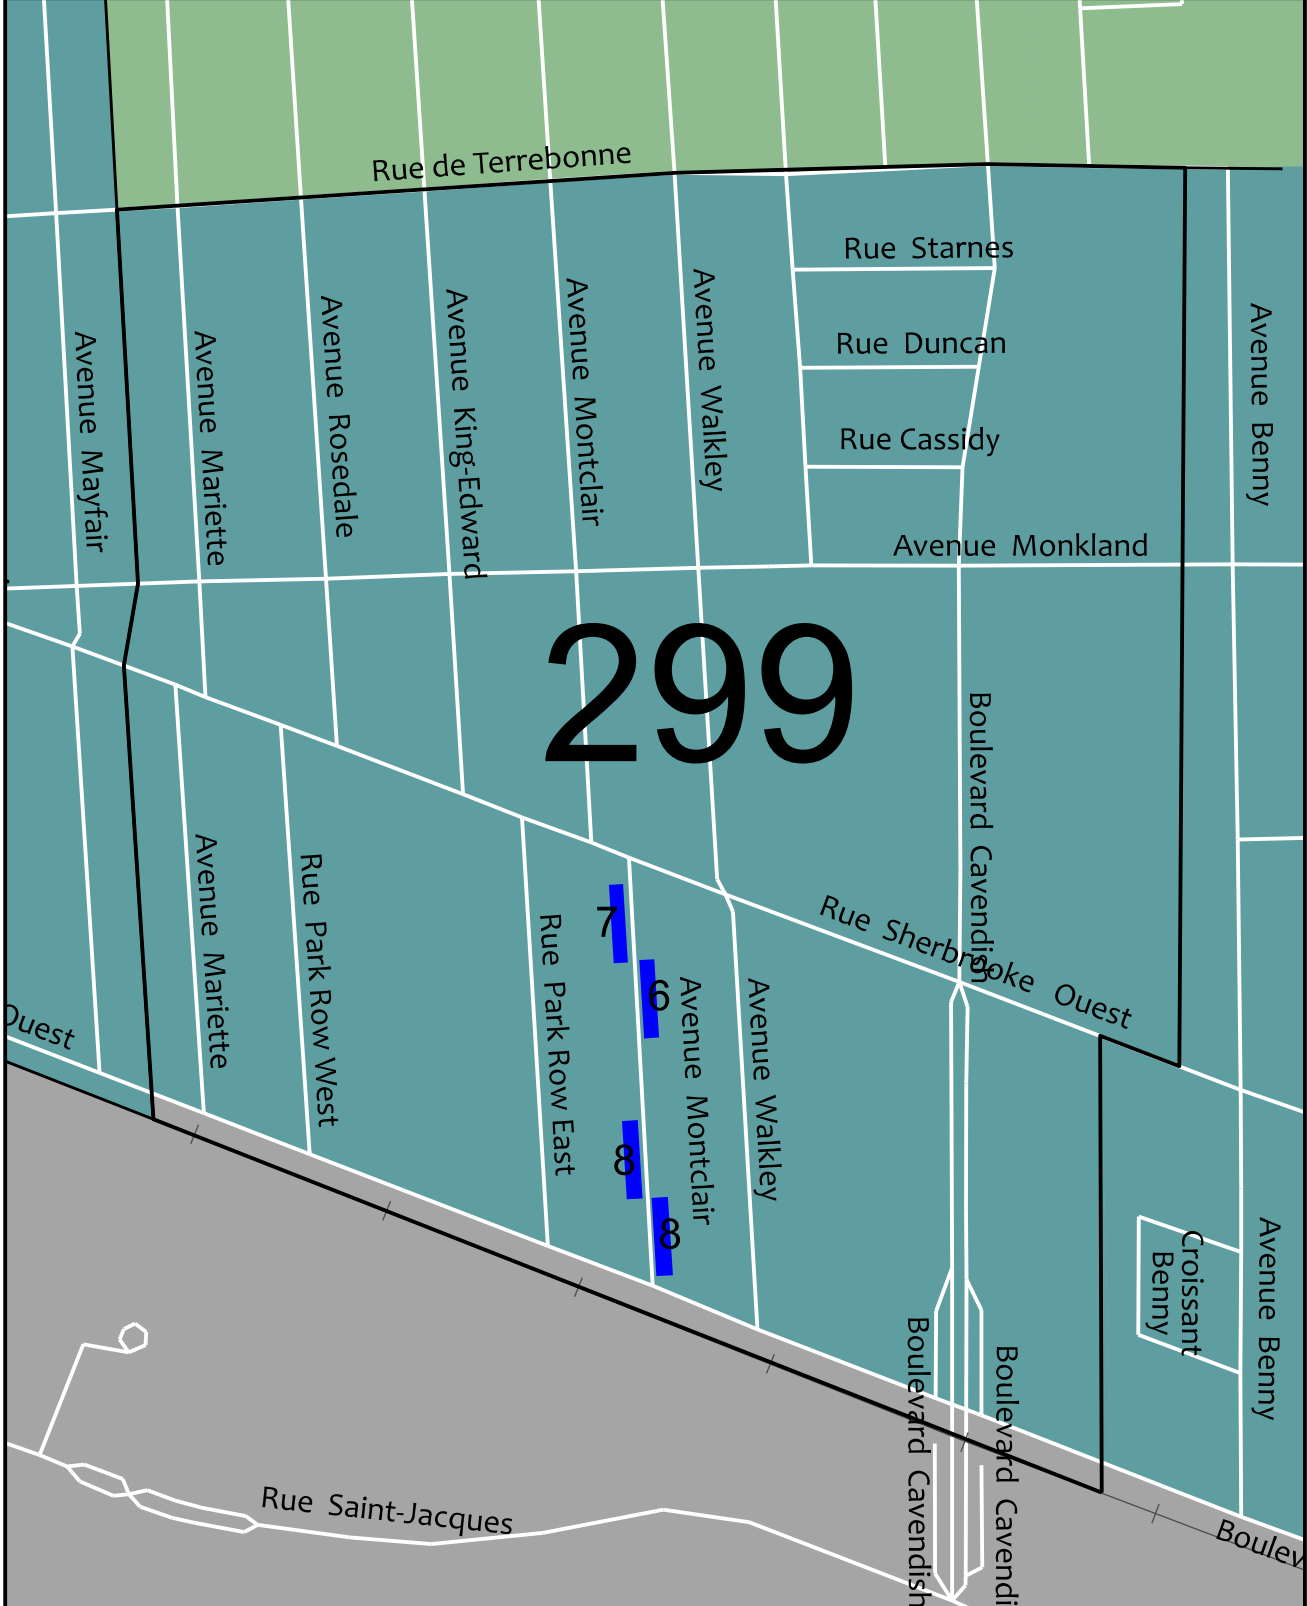 Rue de Terrebonne
Rue Starnes
Rue Duncan
Rue Cassidy
Avenue Monkland
Avenue Mayfair
Avenue Mariette
Avenue Rosedale
Avenue King-Edward
Avenue Montclair
Avenue Walkley
Avenue Benny
299
Boulevard Cavendish
Rue Sherbrooke Ouest
Avenue Mariette
Rue Park Row West
Rue Park Row East
7
6
8
8
Avenue Montclair
Avenue Walkley
Ouest
Croissant
Benny
Avenue Benny
Boulevard Cavendish
Boulevard Cavendi
Rue Saint-Jacques
Boulev